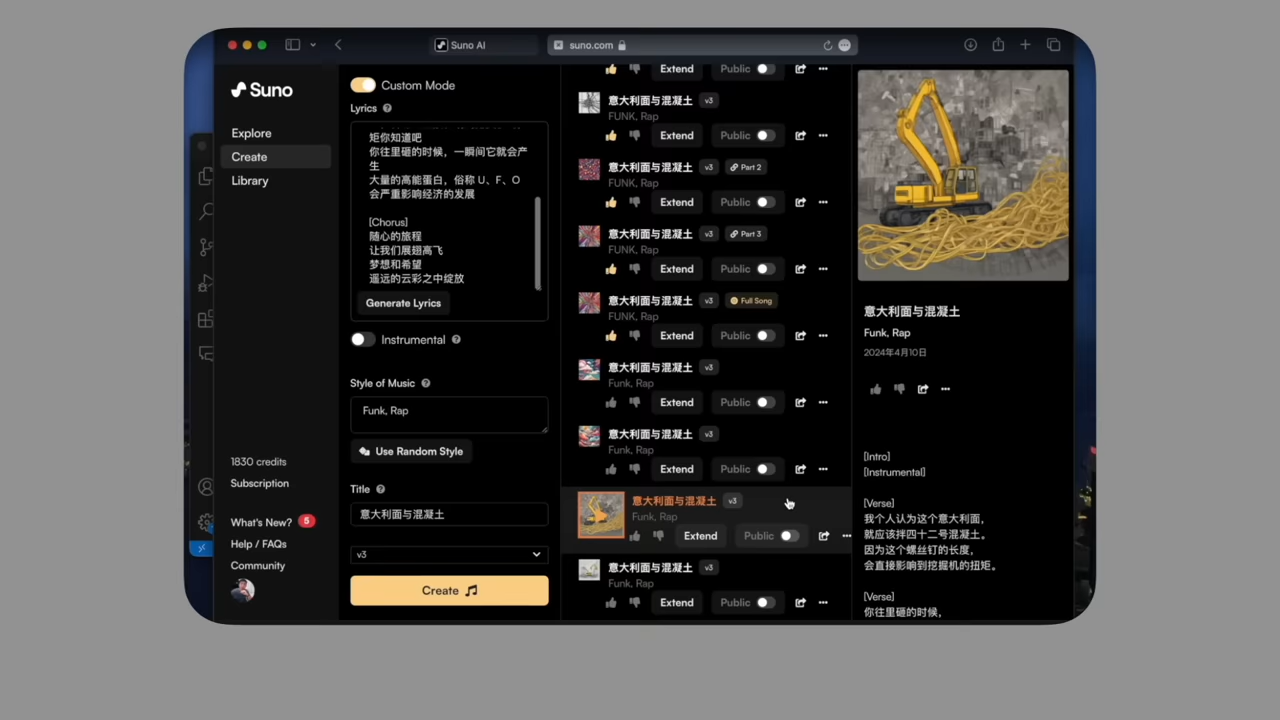 Suno AI
suno.com
Suno
Explore
Create
Library
1830 credits
Subscription
What's New? 5
Help / FAQs
Community
Custom Mode
Lyrics
矩你知道吧
你往里砸的时候，一瞬间它就会产
生
大量的高能蛋白，俗称 U、F、O
会严重影响经济的发展
[Chorus]
随心的旅程
让我们展翅高飞
梦想和希望
遥远的云彩之中绽放
Generate Lyrics
Instrumental
Style of Music
Funk, Rap
Use Random Style
Title
意大利面与混凝土
v3
Create
Extend Public
意大利面与混凝土 v3
FUNK, Rap
Extend Public
意大利面与混凝土 v3 Part 2
FUNK, Rap
Extend Public
意大利面与混凝土 v3 Part 3
FUNK, Rap
Extend Public
意大利面与混凝土 v3 Full Song
FUNK, Rap
Extend Public
意大利面与混凝土 v3
Funk, Rap
Extend Public
意大利面与混凝土 v3
Funk, Rap
Extend Public
意大利面与混凝土 v3
Funk, Rap
Extend Public
意大利面与混凝土 v3
Funk, Rap
Extend Public
意大利面与混凝土
Funk, Rap
2024年4月10日
[Intro]
[Instrumental]
[Verse]
我个人认为这个意大利面，
就应该拌四十二号混凝土。
因为这个螺丝钉的长度，
会直接影响到挖掘机的扭矩。
[Verse]
你往里砸的时候，